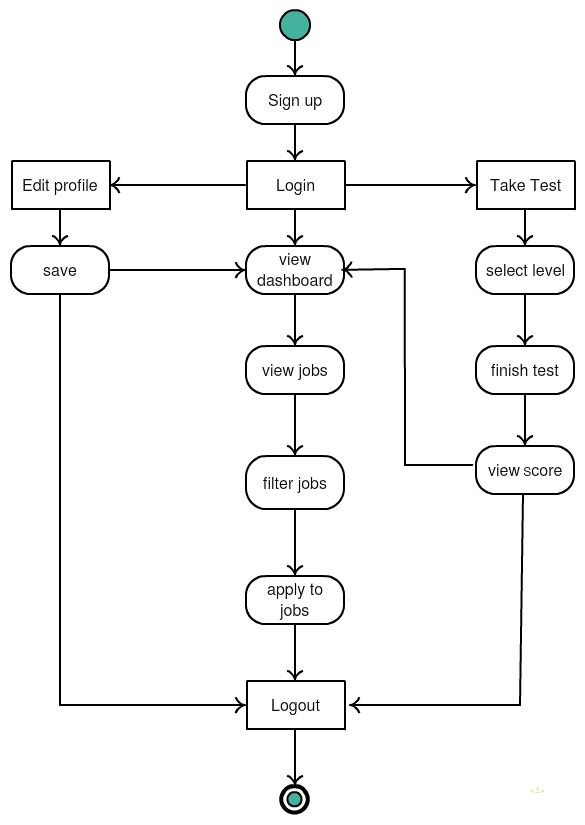 Sign up
Edit profile
Login
Take Test
save
view
dashboard
select level
view jobs
finish test
filter jobs
view score
apply to
jobs
Logout